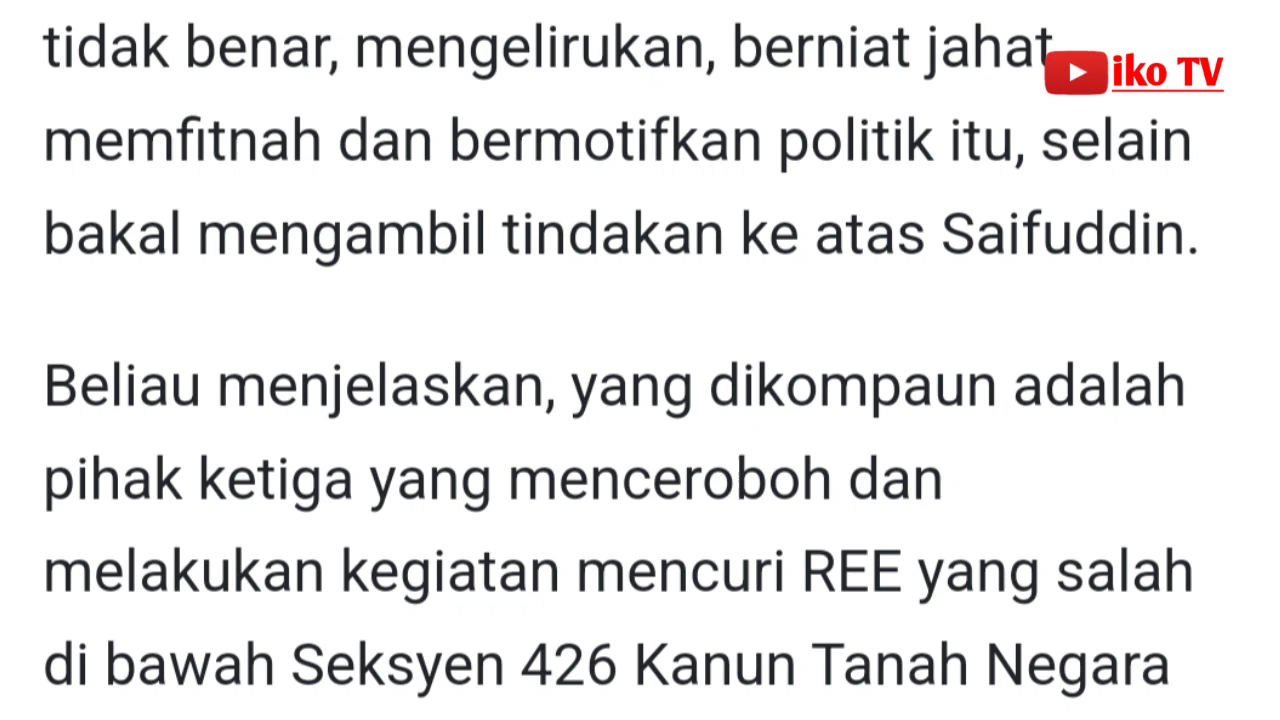 tidak benar, mengelirukan, berniat jahat
iko TV
memfitnah dan bermotifkan politik itu, selain
bakal mengambil tindakan ke atas Saifuddin.
Beliau menjelaskan, yang dikompaun adalah
pihak ketiga yang menceroboh dan
melakukan kegiatan mencuri REE yang salah
di bawah Seksyen 426 Kanun Tanah Negara